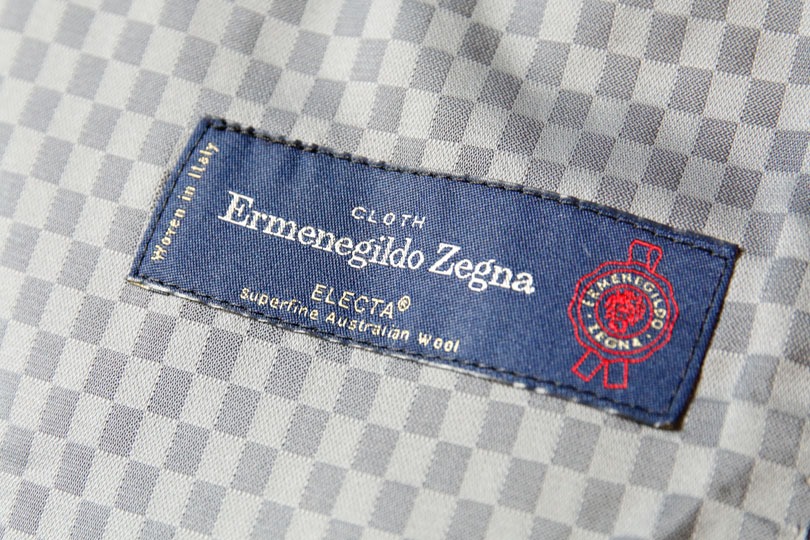 Woven in Italy
CLOTH
Ermenegildo Zegna
ELECTA®
superfine Australian Wool
ERMENEGILDO
ZEGNA